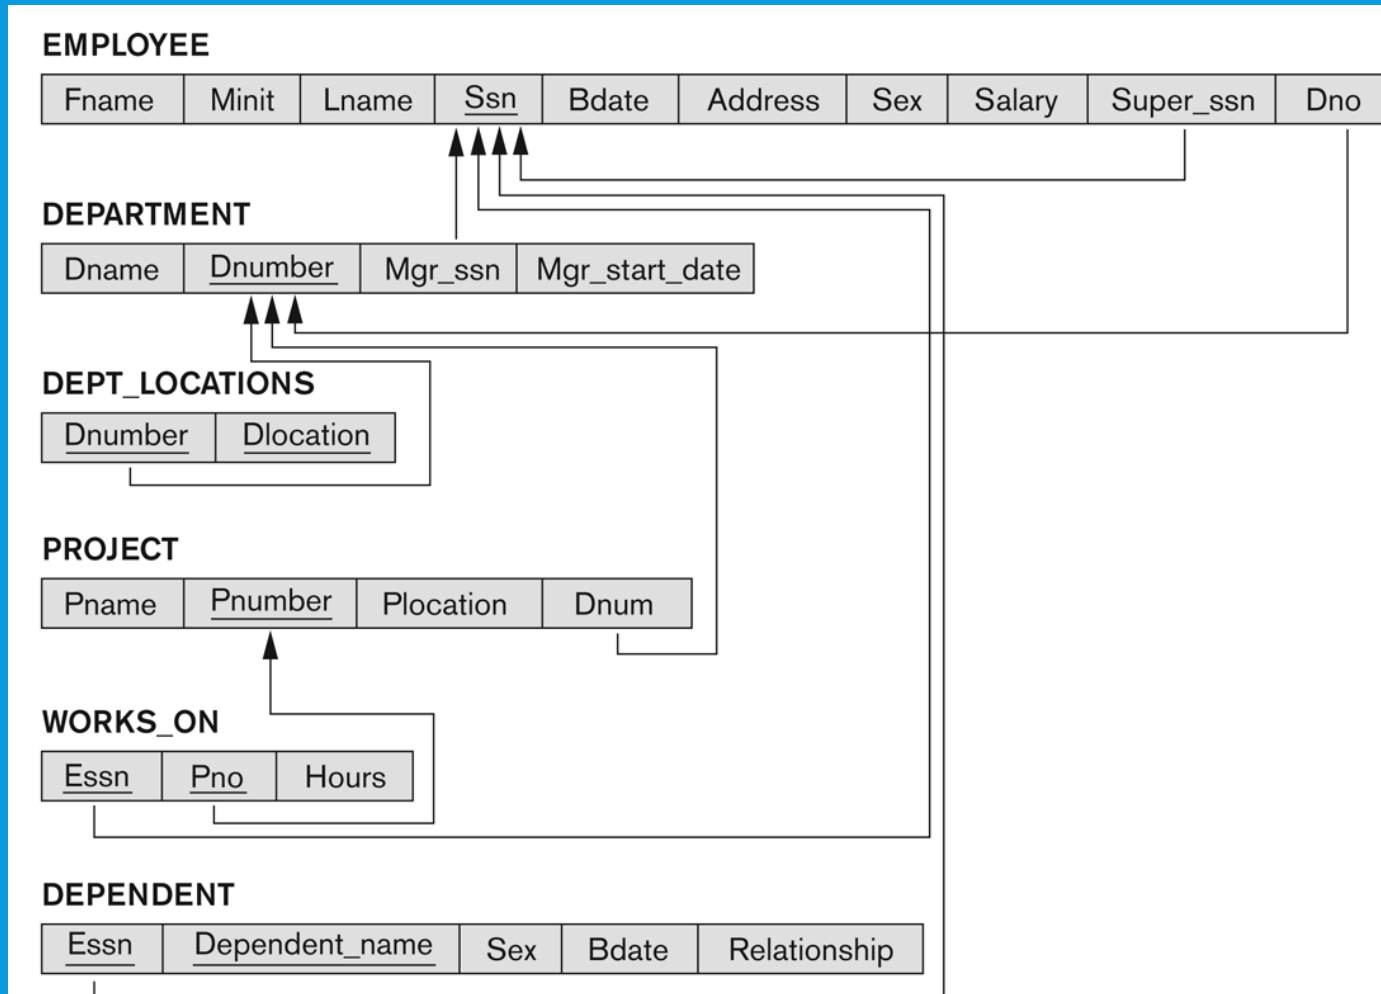 EMPLOYEE
Fname Minit Lname Ssn Bdate Address Sex Salary Super_ssn Dno
DEPARTMENT
Dname Dnumber Mgr_ssn Mgr_start_date
DEPT_LOCATIONS
Dnumber Dlocation
PROJECT
Pname Pnumber Plocation Dnum
WORKS_ON
Essn Pno Hours
DEPENDENT
Essn Dependent_name Sex Bdate Relationship